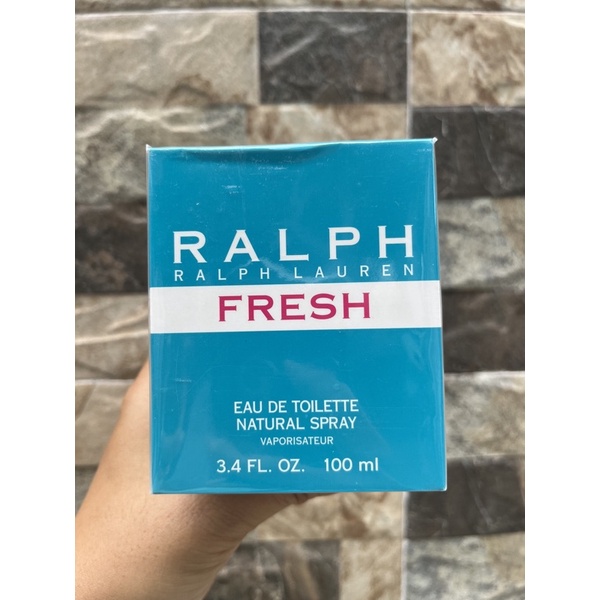 RALPH
RALPH LAUREN
FRESH
EAU DE TOILETTE
NATURAL SPRAY
VAPORISATEUR
3.4 FL. OZ. 100 ml